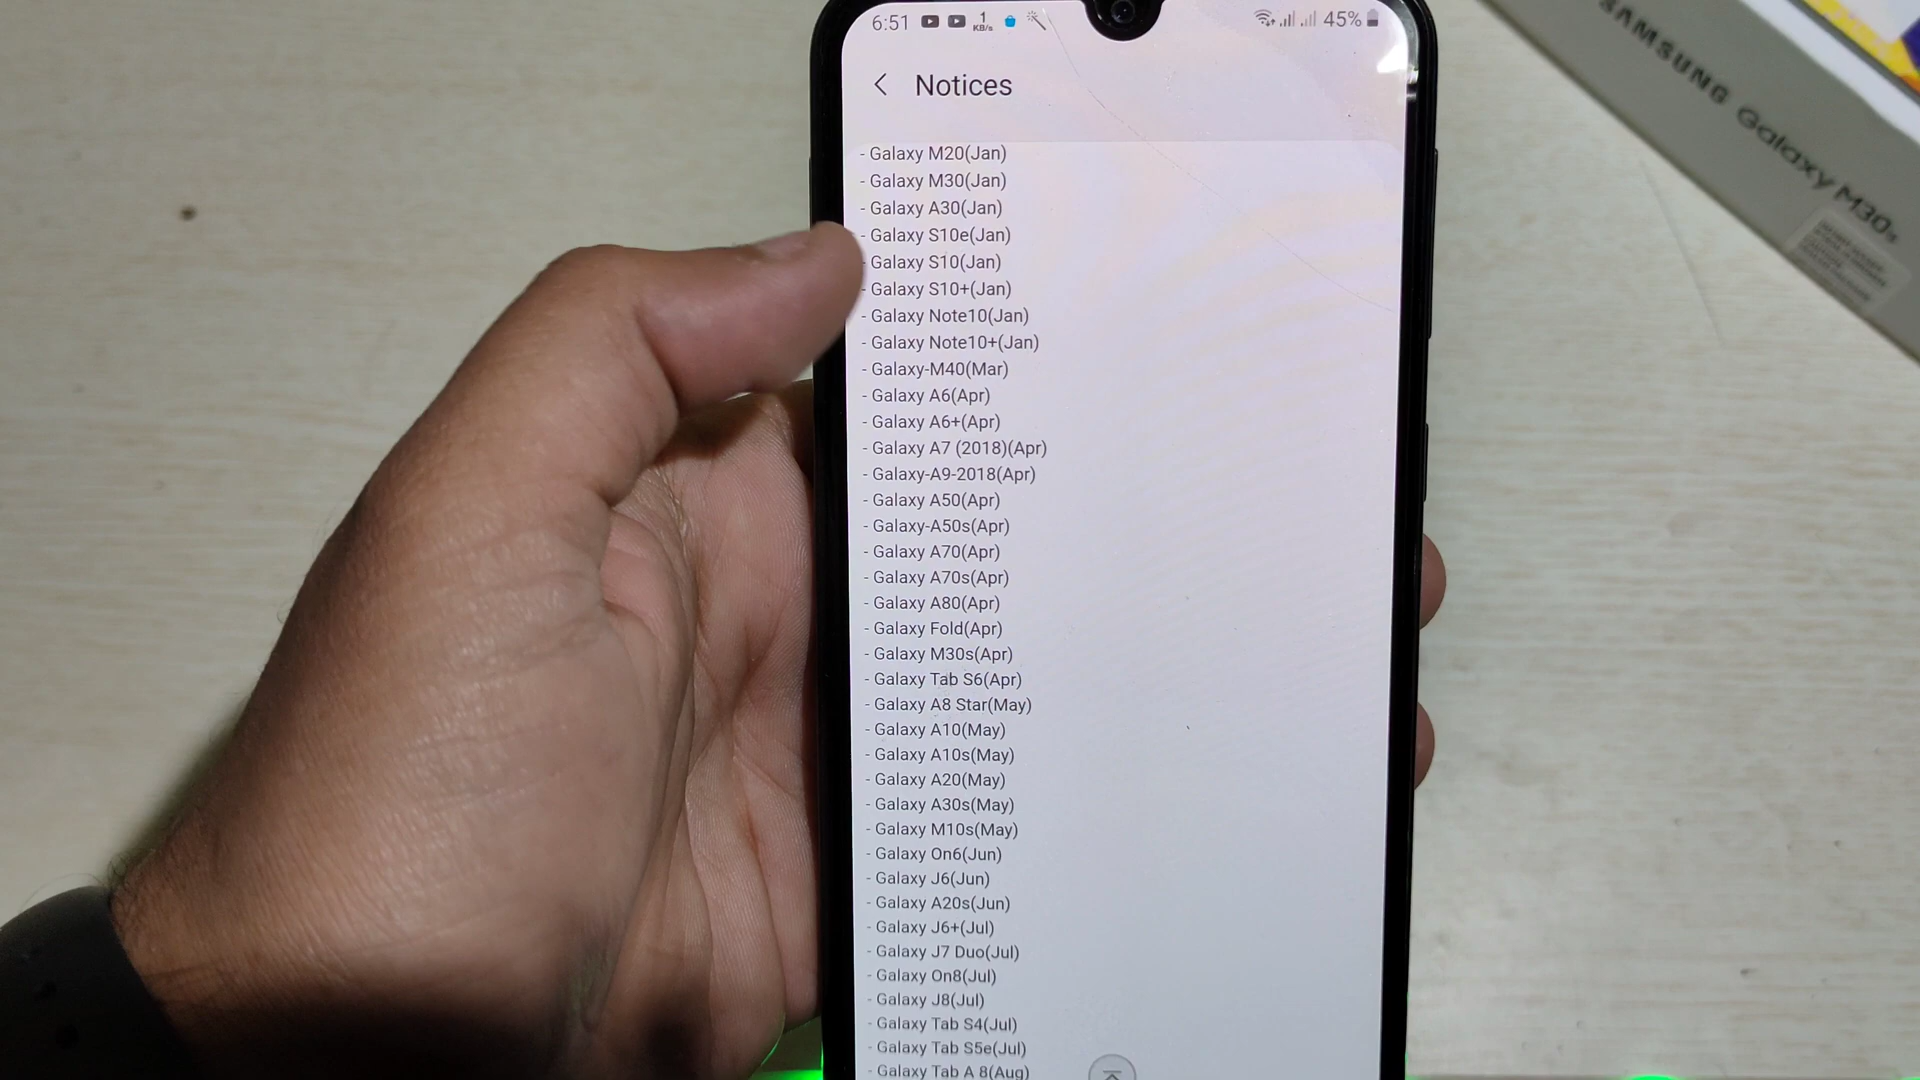 6:51 1 KB/s 45%
Notices
- Galaxy M20(Jan)
- Galaxy M30(Jan)
- Galaxy A30(Jan)
- Galaxy S10e(Jan)
- Galaxy S10(Jan)
- Galaxy S10+(Jan)
- Galaxy Note10(Jan)
- Galaxy Note10+(Jan)
- Galaxy-M40(Mar)
- Galaxy A6(Apr)
- Galaxy A6+(Apr)
- Galaxy A7 (2018)(Apr)
- Galaxy-A9-2018(Apr)
- Galaxy A50(Apr)
- Galaxy-A50s(Apr)
- Galaxy A70(Apr)
- Galaxy A70s(Apr)
- Galaxy A80(Apr)
- Galaxy Fold(Apr)
- Galaxy M30s(Apr)
- Galaxy Tab S6(Apr)
- Galaxy A8 Star(May)
- Galaxy A10(May)
- Galaxy A10s(May)
- Galaxy A20(May)
- Galaxy A30s(May)
- Galaxy M10s(May)
- Galaxy On6(Jun)
- Galaxy J6(Jun)
- Galaxy A20s(Jun)
- Galaxy J6+(Jul)
- Galaxy J7 Duo(Jul)
- Galaxy On8(Jul)
- Galaxy J8(Jul)
- Galaxy Tab S4(Jul)
- Galaxy Tab S5e(Jul)
- Galaxy Tab A 8(Aug)
SAMSUNG Galaxy M30s